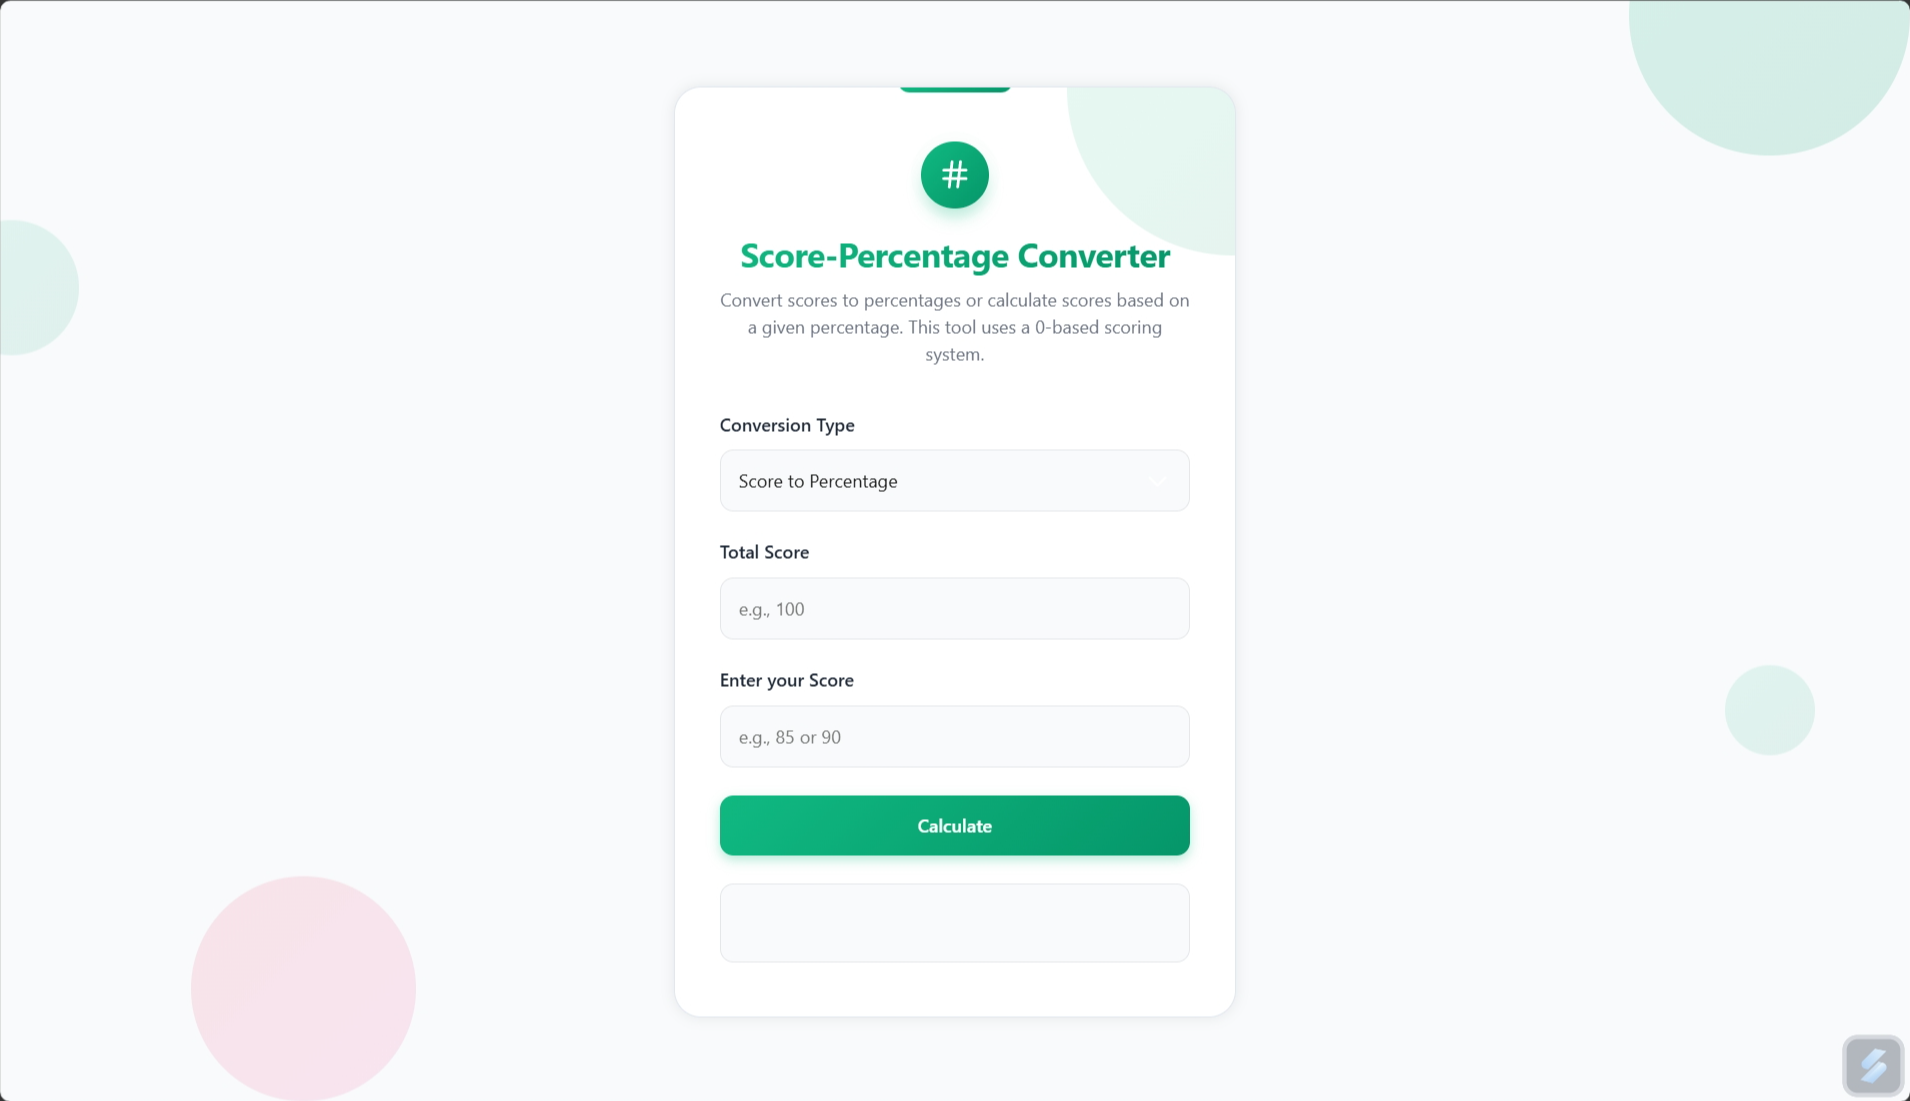 #
Score-Percentage Converter
Convert scores to percentages or calculate scores based on
a given percentage. This tool uses a 0-based scoring
system.
Conversion Type
Score to Percentage
Total Score
e.g., 100
Enter your Score
e.g., 85 or 90
Calculate